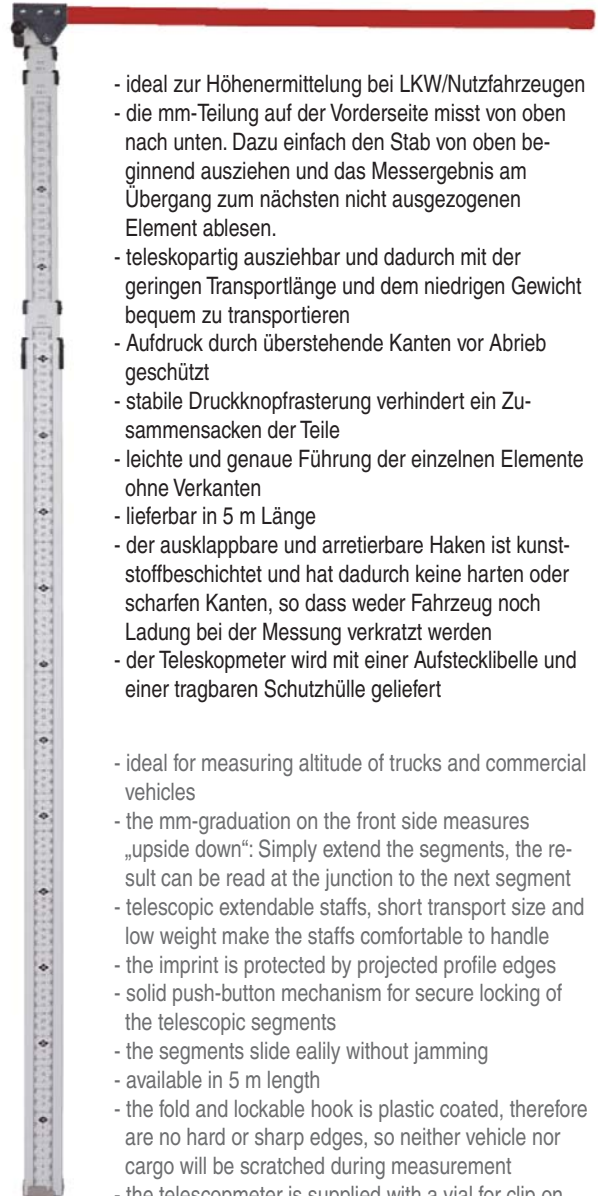 - ideal zur Höhenermittelung bei LKW/Nutzfahrzeugen
- die mm-Teilung auf der Vorderseite misst von oben
nach unten. Dazu einfach den Stab von oben be-
ginnend ausziehen und das Messergebnis am
Übergang zum nächsten nicht ausgezogenen
Element ablesen.
- teleskopartig ausziehbar und dadurch mit der
geringen Transportlänge und dem niedrigen Gewicht
bequem zu transportieren
- Aufdruck durch überstehende Kanten vor Abrieb
geschützt
- stabile Druckknopfrasterung verhindert ein Zu-
sammensacken der Teile
- leichte und genaue Führung der einzelnen Elemente
ohne Verkanten
- lieferbar in 5 m Länge
- der ausklappbare und arretierbare Haken ist kunst-
stoffbeschichtet und hat dadurch keine harten oder
scharfen Kanten, so dass weder Fahrzeug noch
Ladung bei der Messung verkratzt werden
- der Teleskopmeter wird mit einer Aufstecklibelle und
einer tragbaren Schutzhülle geliefert
- ideal for measuring altitude of trucks and commercial
vehicles
- the mm-graduation on the front side measures
„upside down“: Simply extend the segments, the re-
sult can be read at the junction to the next segment
- telescopic extendable staffs, short transport size and
low weight make the staffs comfortable to handle
- the imprint is protected by projected profile edges
- solid push-button mechanism for secure locking of
the telescopic segments
- the segments slide ealily without jamming
- available in 5 m length
- the fold and lockable hook is plastic coated, therefore
are no hard or sharp edges, so neither vehicle nor
cargo will be scratched during measurement
- the telescopmeter is supplied with a vial for clip on